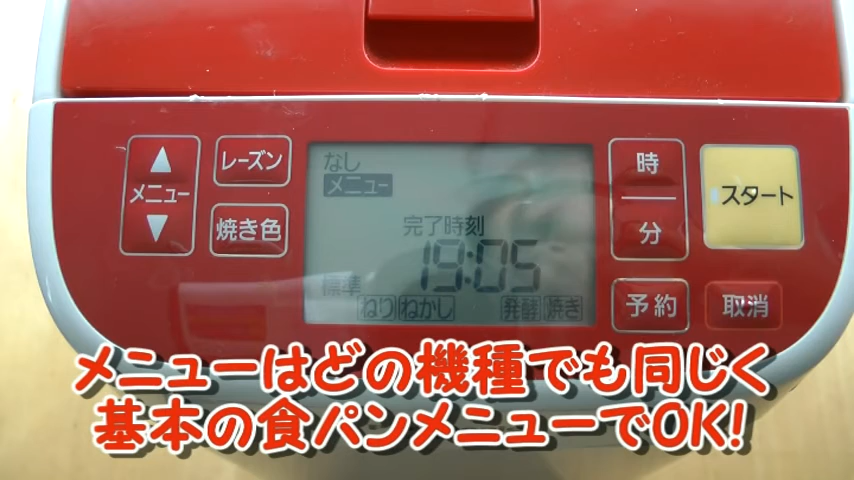 ▲
メニュー
▼
レーズン
焼き色
なし
メニュー
完了時刻
19:05
標準
ねり ねかし 発酵 焼き
時
分
予約
スタート
取消
メニューはどの機種でも同じく
基本の食パンメニューでOK!